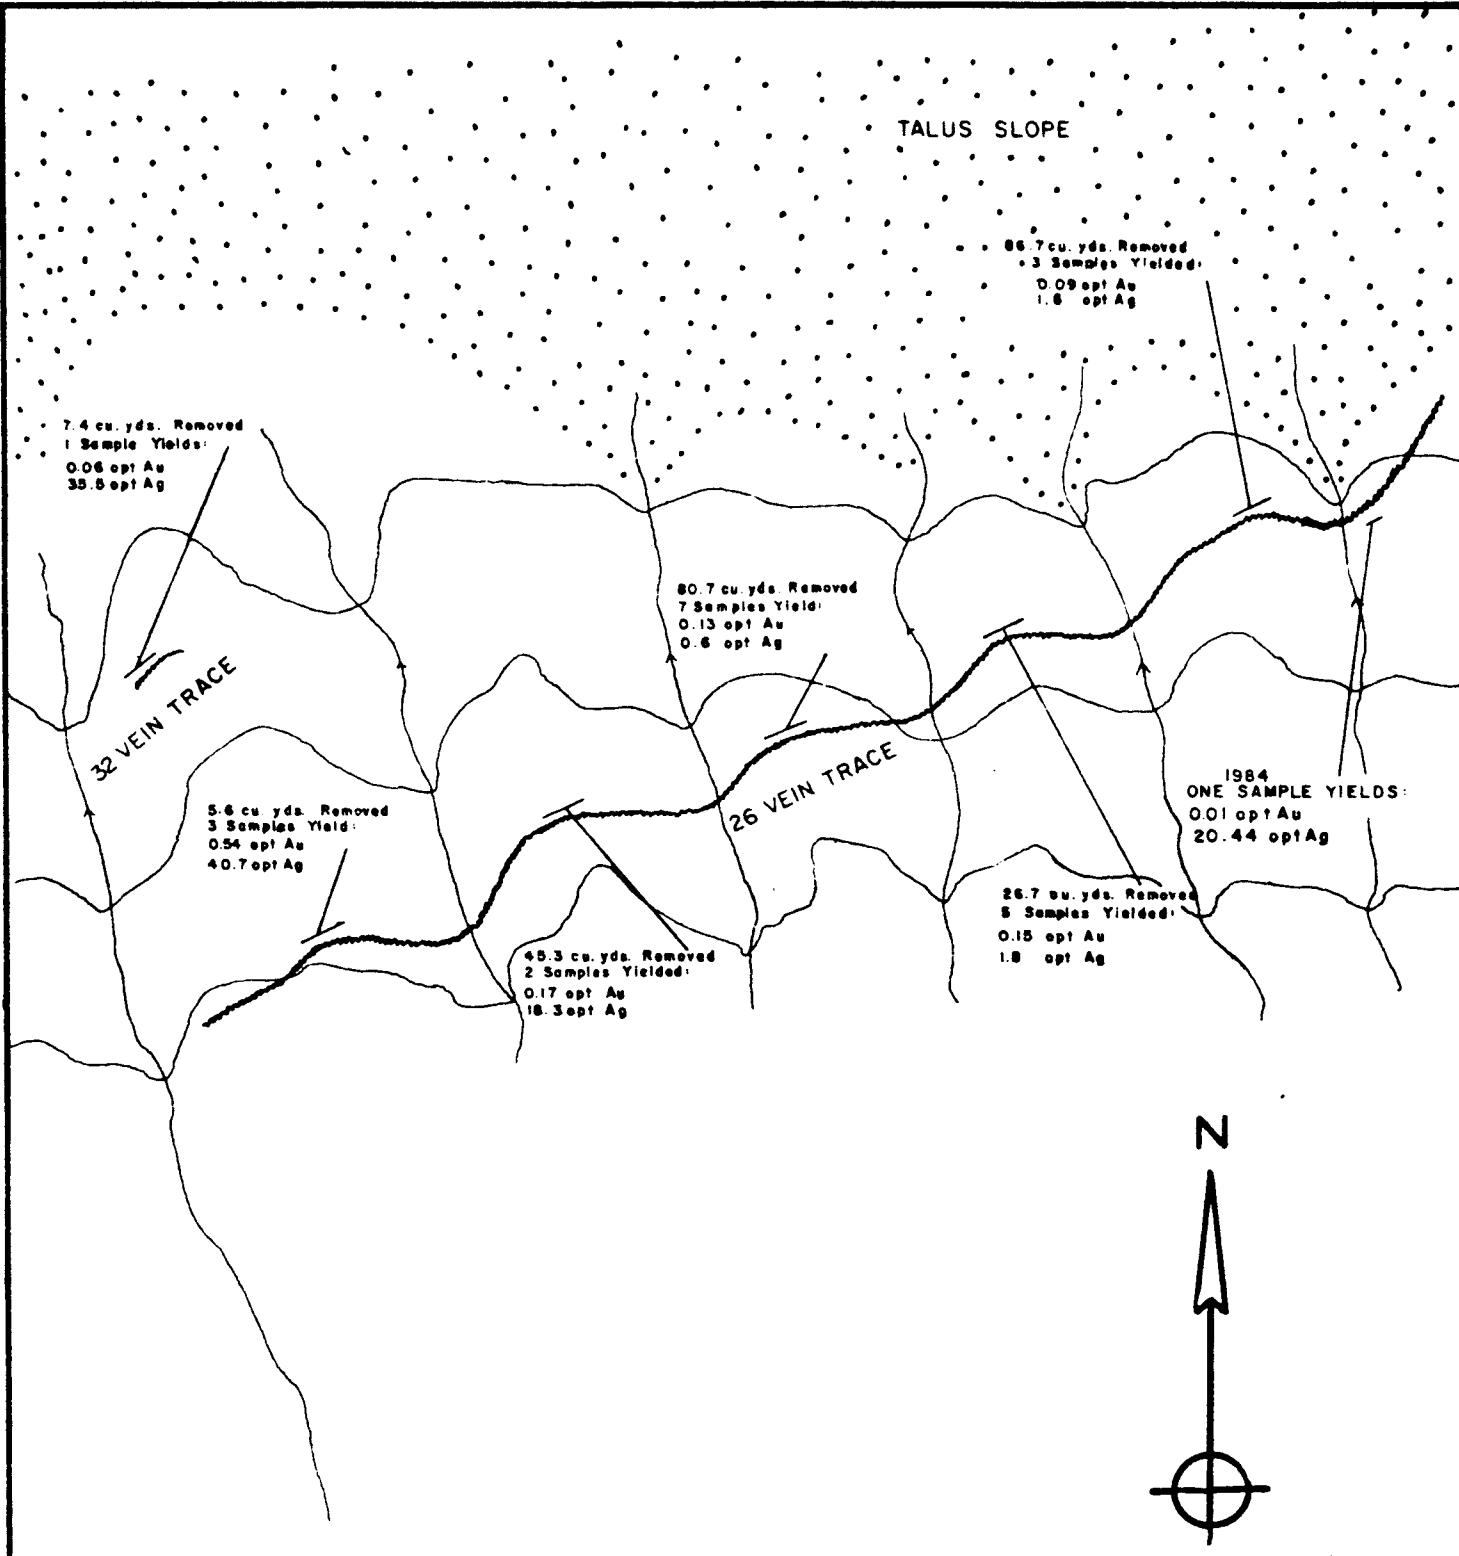 TALUS SLOPE
86.7 cu. yds. Removed
3 Samples Yielded:
0.09 opt Au
1.6 opt Ag
7.4 cu. yds. Removed
1 Sample Yields:
0.06 opt Au
35.5 opt Ag
80.7 cu. yds. Removed
7 Samples Yield:
0.13 opt Au
0.6 opt Ag
32 VEIN TRACE
26 VEIN TRACE
1984
ONE SAMPLE YIELDS:
0.01 opt Au
20.44 opt Ag
5.6 cu. yds. Removed
3 Samples Yield:
0.54 opt Au
40.7 opt Ag
26.7 cu. yds. Removed
5 Samples Yielded:
0.15 opt Au
1.8 opt Ag
45.3 cu. yds. Removed
2 Samples Yielded:
0.17 opt Au
18.3 opt Ag
N